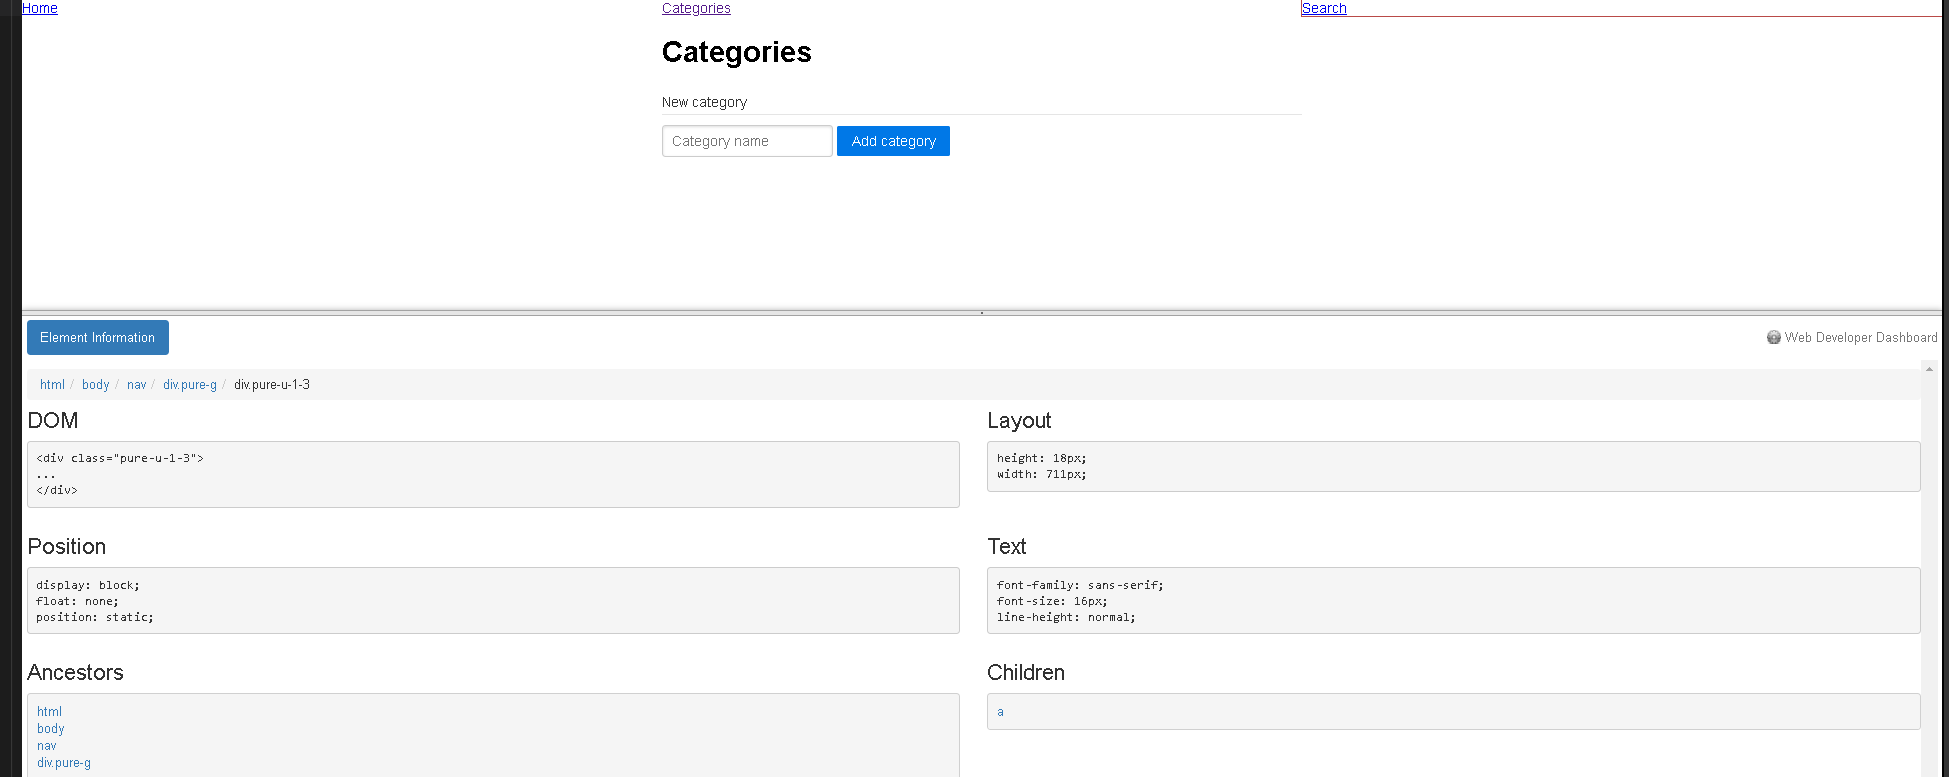 Home
Categories
Search
Categories
New category
Category name
Add category
Element Information
Web Developer Dashboard
html / body / nav / div.pure-g / div.pure-u-1-3
DOM
<div class="pure-u-1-3">
...
</div>
Layout
height: 18px;
width: 711px;
Position
display: block;
float: none;
position: static;
Text
font-family: sans-serif;
font-size: 16px;
line-height: normal;
Ancestors
html
body
nav
div.pure-g
Children
a